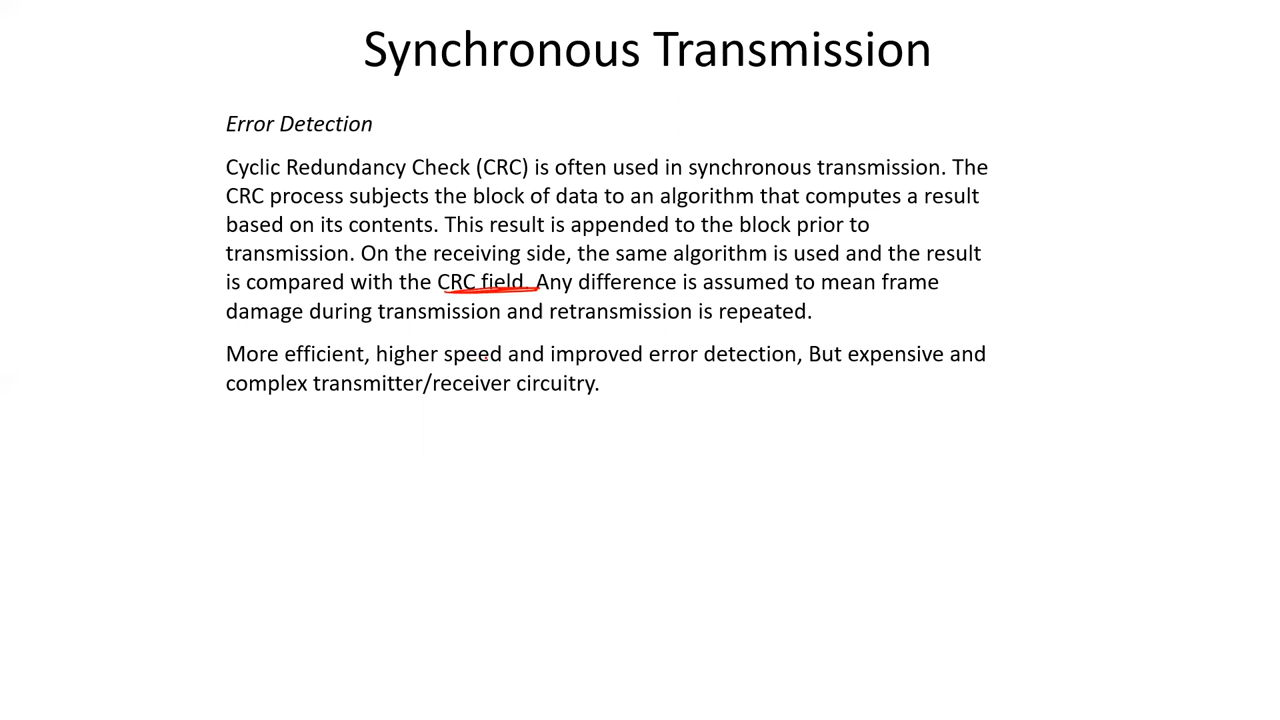 Synchronous Transmission
Error Detection
Cyclic Redundancy Check (CRC) is often used in synchronous transmission. The
CRC process subjects the block of data to an algorithm that computes a result
based on its contents. This result is appended to the block prior to
transmission. On the receiving side, the same algorithm is used and the result
is compared with the CRC field. Any difference is assumed to mean frame
damage during transmission and retransmission is repeated.
More efficient, higher speed and improved error detection, But expensive and
complex transmitter/receiver circuitry.